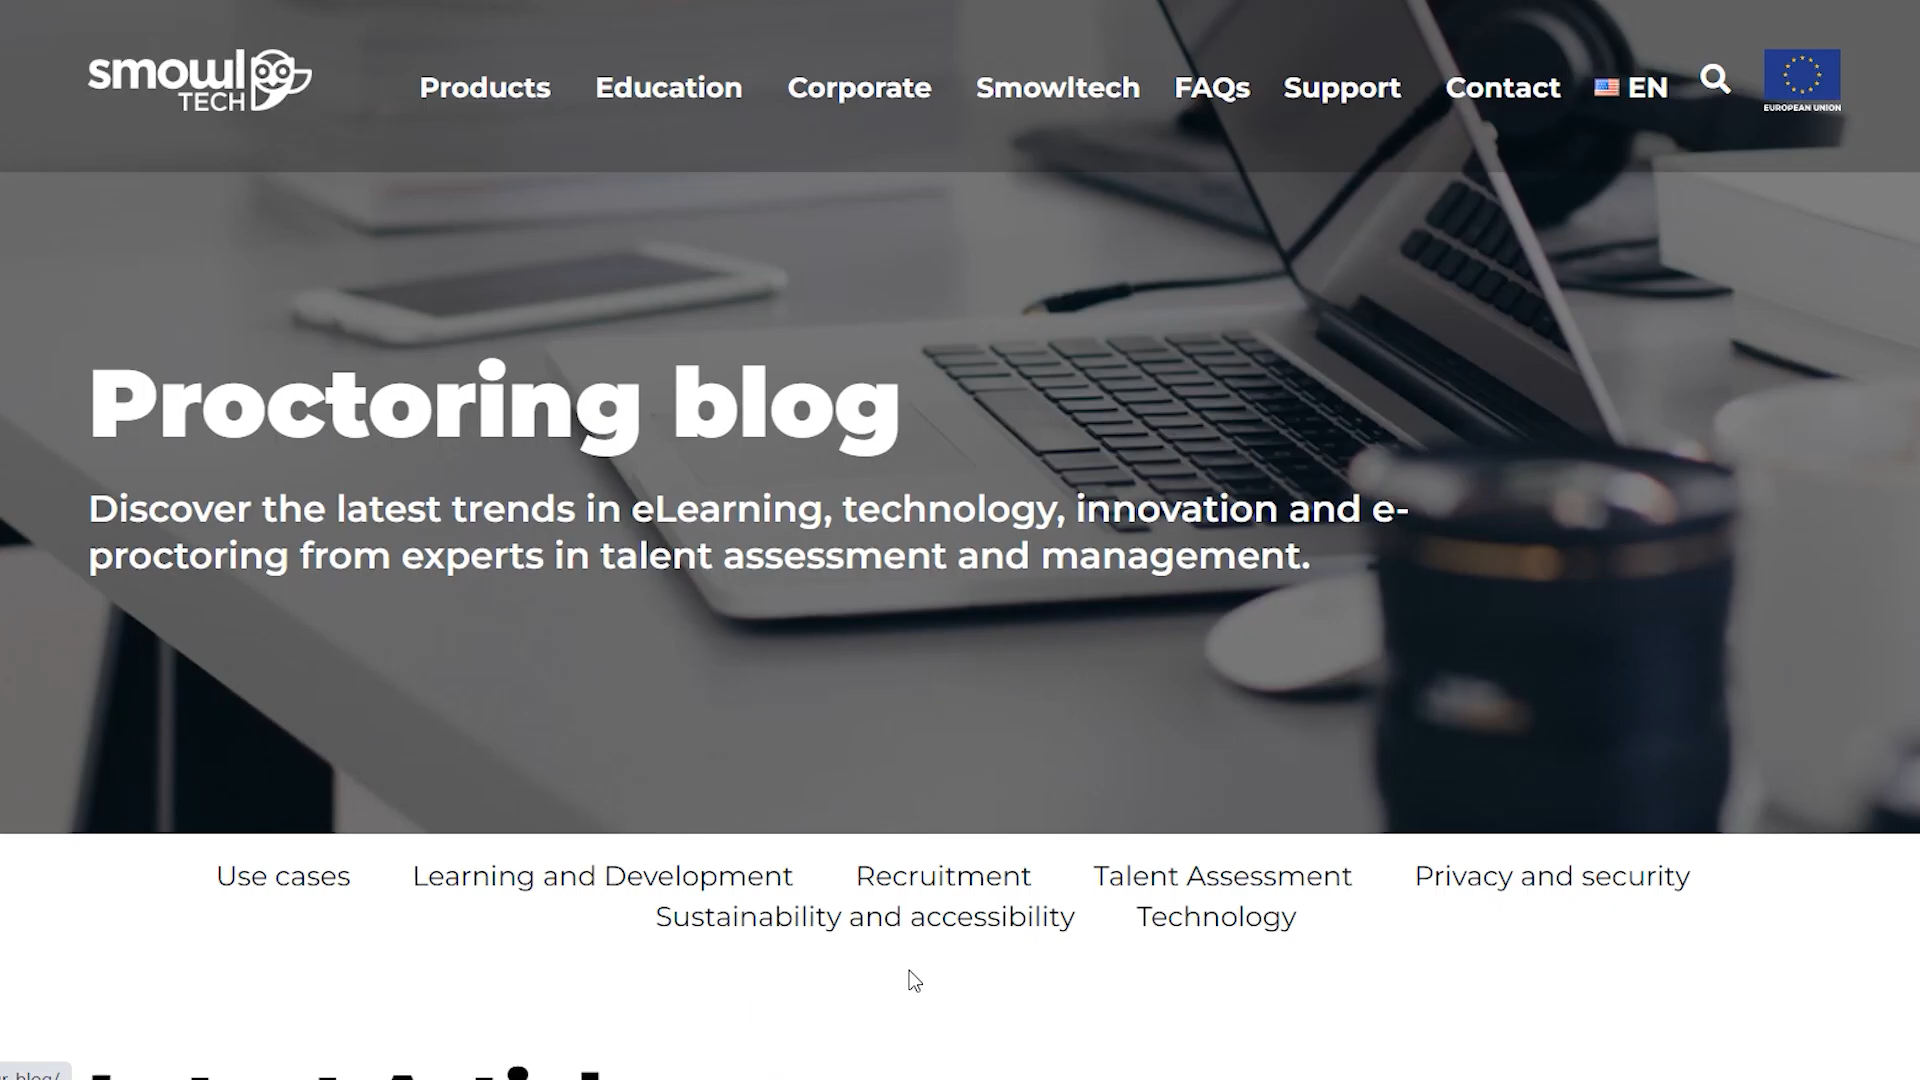 smowl
TECH
Products Education Corporate Smowltech FAQs Support Contact EN
EUROPEAN UNION
Proctoring blog
Discover the latest trends in eLearning, technology, innovation and e-
proctoring from experts in talent assessment and management.
Use cases Learning and Development Recruitment Talent Assessment Privacy and security
Sustainability and accessibility Technology